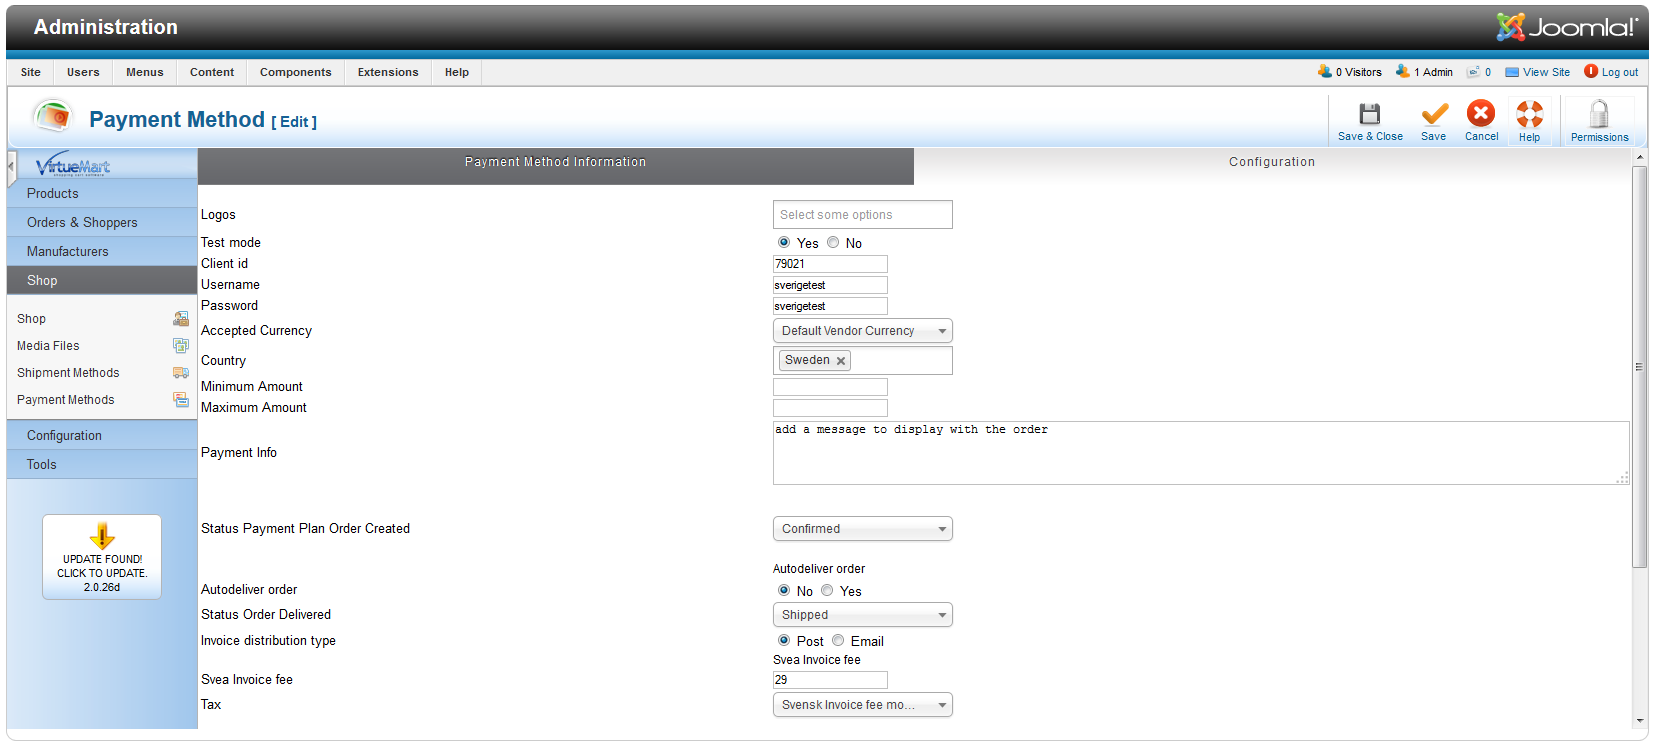 Administration
Joomla!
Site Users Menus Content Components Extensions Help
0 Visitors 1 Admin 0 View Site Log out
Payment Method [ Edit ]
Save & Close Save Cancel Help Permissions
VirtueMart
Payment Method Information Configuration
Products
Orders & Shoppers
Manufacturers
Shop
Shop
Media Files
Shipment Methods
Payment Methods
Configuration
Tools
UPDATE FOUND!
CLICK TO UPDATE.
2.0.26d
Logos Select some options
Test mode Yes No
Client id 79021
Username sverigetest
Password sverigetest
Accepted Currency Default Vendor Currency
Country Sweden
Minimum Amount
Maximum Amount
Payment Info add a message to display with the order
Status Payment Plan Order Created Confirmed
Autodeliver order
Autodeliver order No Yes
Status Order Delivered Shipped
Invoice distribution type Post Email
Svea Invoice fee
Svea Invoice fee 29
Tax Svensk Invoice fee mo...